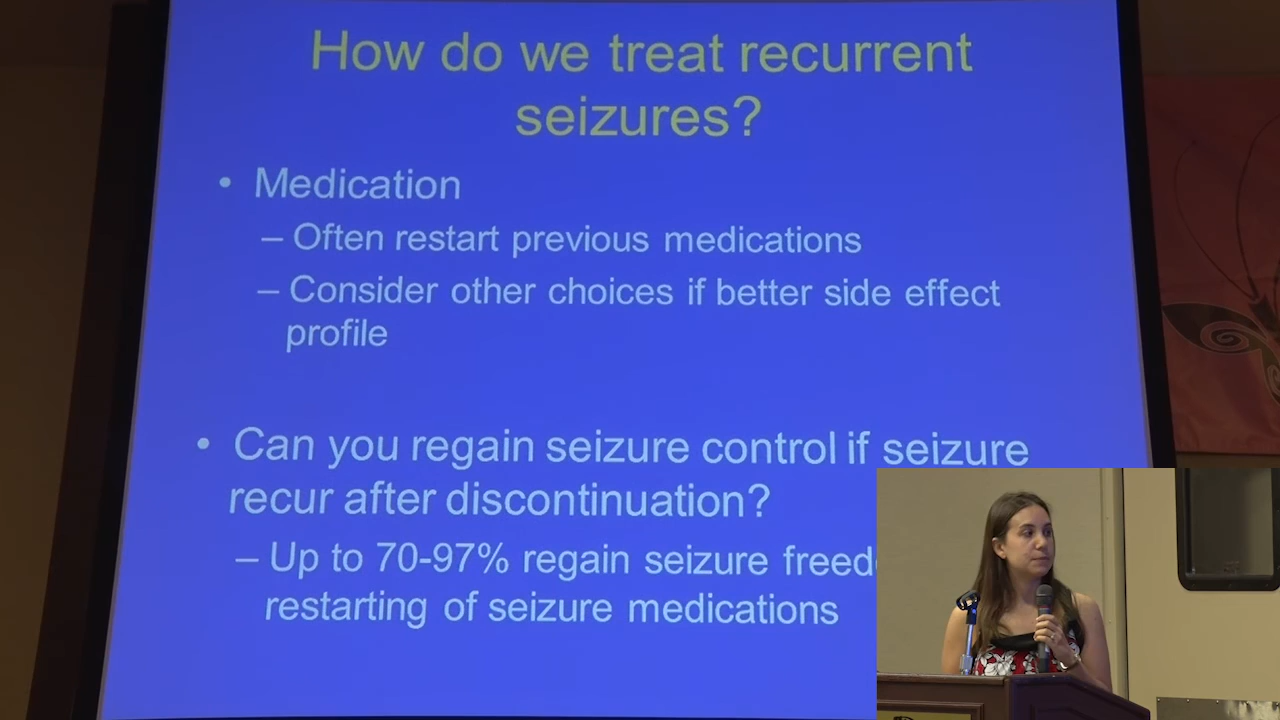 How do we treat recurrent
seizures?
• Medication
– Often restart previous medications
– Consider other choices if better side effect
profile
• Can you regain seizure control if seizure
recur after discontinuation?
– Up to 70-97% regain seizure
restarting of seizure medications